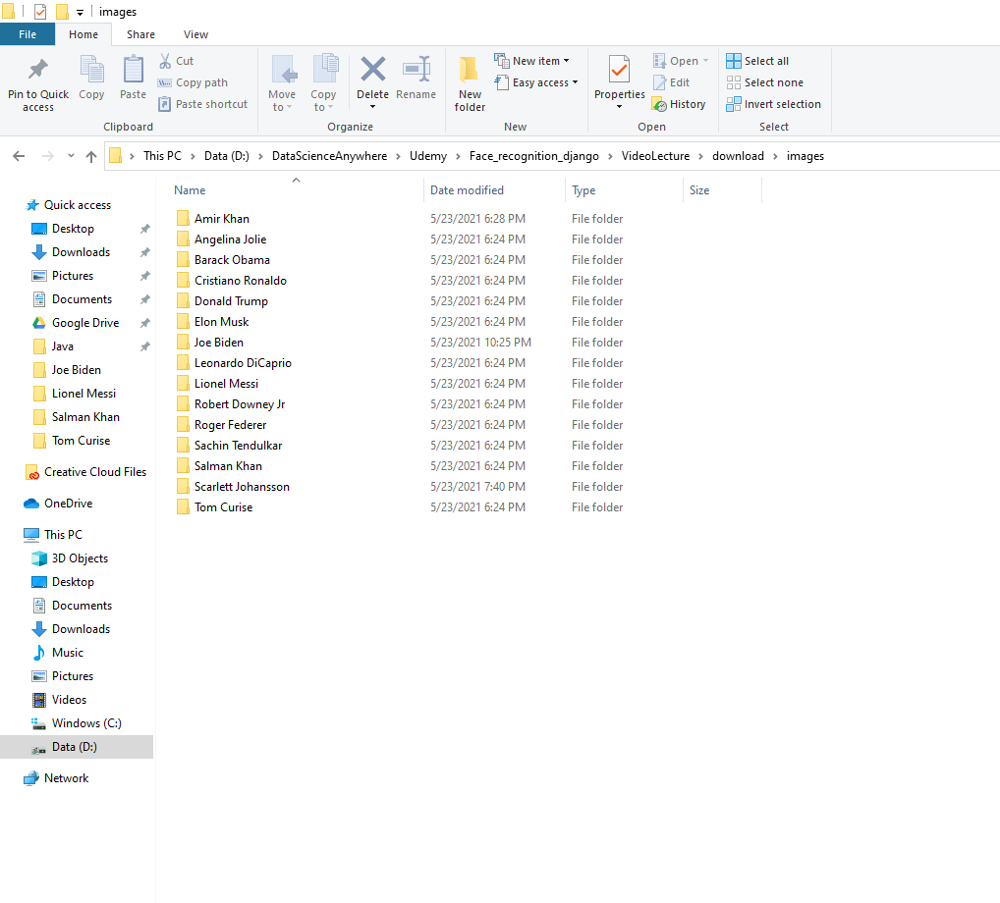 images
File Home Share View
Pin to Quick access
Copy
Paste
Cut
Copy path
Paste shortcut
Clipboard
Move to
Copy to
Delete
Rename
Organize
New folder
New item
Easy access
New
Properties
Open
Edit
History
Open
Select all
Select none
Invert selection
Select
This PC > Data (D:) > DataScienceAnywhere > Udemy > Face_recognition_django > VideoLecture > download > images
Quick access
Desktop
Downloads
Pictures
Documents
Google Drive
Java
Joe Biden
Lionel Messi
Salman Khan
Tom Curise
Creative Cloud Files
OneDrive
This PC
3D Objects
Desktop
Documents
Downloads
Music
Pictures
Videos
Windows (C:)
Data (D:)
Network
Name Date modified Type Size
Amir Khan 5/23/2021 6:28 PM File folder
Angelina Jolie 5/23/2021 6:24 PM File folder
Barack Obama 5/23/2021 6:24 PM File folder
Cristiano Ronaldo 5/23/2021 6:24 PM File folder
Donald Trump 5/23/2021 6:24 PM File folder
Elon Musk 5/23/2021 6:24 PM File folder
Joe Biden 5/23/2021 10:25 PM File folder
Leonardo DiCaprio 5/23/2021 6:24 PM File folder
Lionel Messi 5/23/2021 6:24 PM File folder
Robert Downey Jr 5/23/2021 6:24 PM File folder
Roger Federer 5/23/2021 6:24 PM File folder
Sachin Tendulkar 5/23/2021 6:24 PM File folder
Salman Khan 5/23/2021 6:24 PM File folder
Scarlett Johansson 5/23/2021 7:40 PM File folder
Tom Curise 5/23/2021 6:24 PM File folder